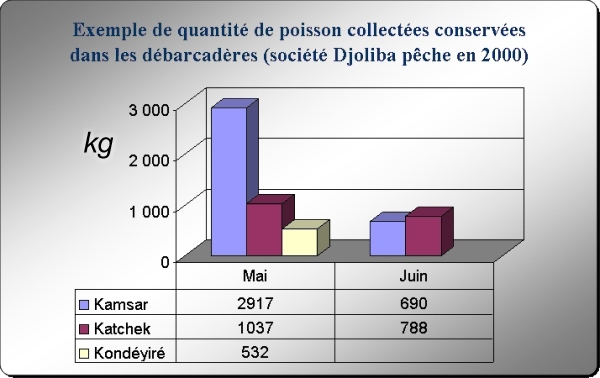 Exemple de quantité de poisson collectées conservées
dans les débarcadères (société Djoliba pêche en 2000)
kg
3 000
2 000
1 000
0
Mai Juin
Kamsar 2917 690
Katchek 1037 788
Kondéyiré 532